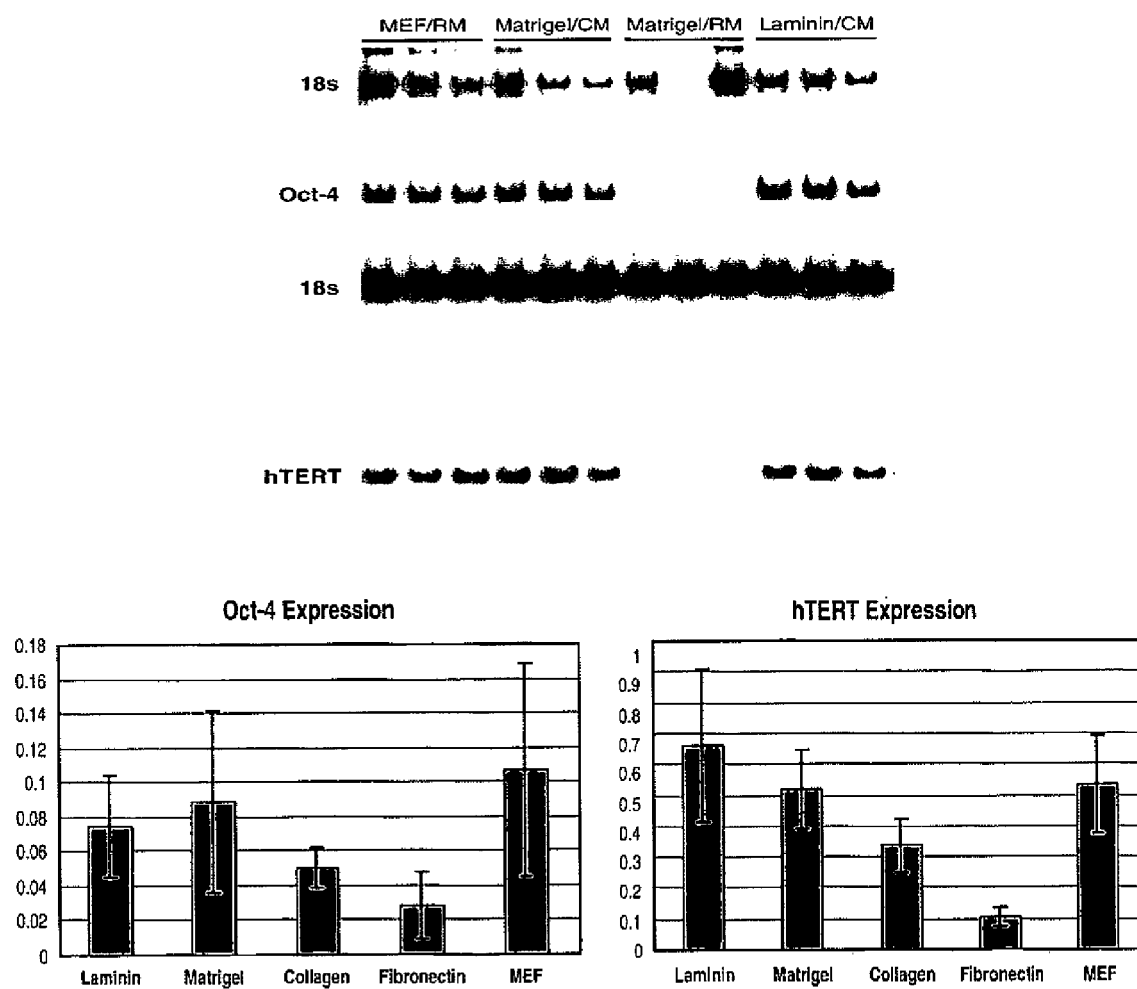 MEF/RM Matrigel/CM Matrigel/RM Laminin/CM
18s
Oct-4
18s
hTERT
Oct-4 Expression
0.18
0.16
0.14
0.12
0.1
0.08
0.06
0.04
0.02
0
Laminin Matrigel Collagen Fibronectin MEF
hTERT Expression
1
0.9
0.8
0.7
0.6
0.5
0.4
0.3
0.2
0.1
0
Laminin Matrigel Collagen Fibronectin MEF